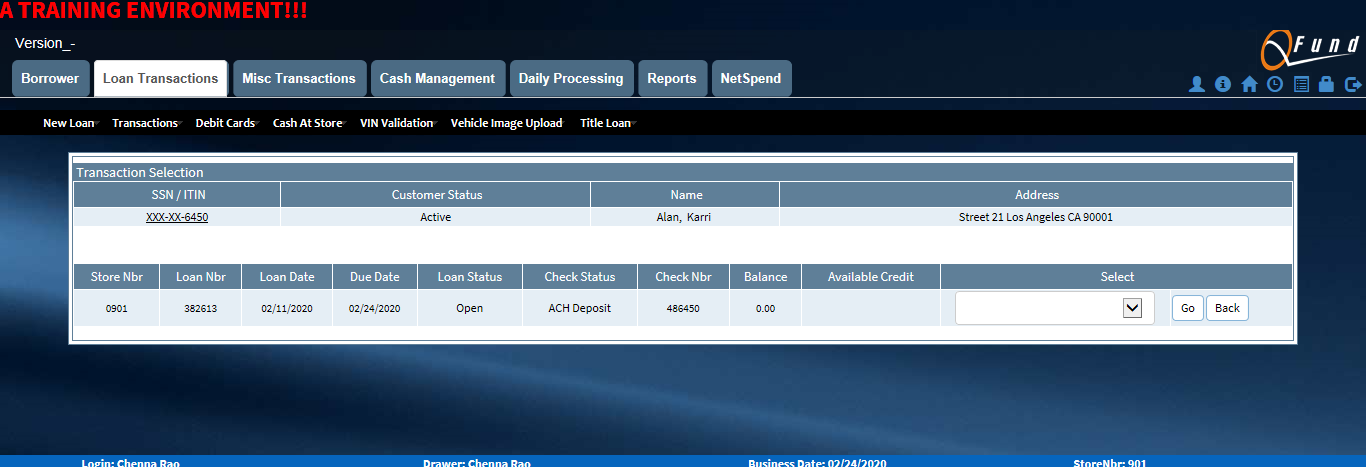 A TRAINING ENVIRONMENT!!!
Version_-
QFund
Borrower Loan Transactions Misc Transactions Cash Management Daily Processing Reports NetSpend
New Loan Transactions Debit Cards Cash At Store VIN Validation Vehicle Image Upload Title Loan
Transaction Selection
SSN / ITIN Customer Status Name Address
XXX-XX-6450 Active Alan, Karri Street 21 Los Angeles CA 90001
Store Nbr Loan Nbr Loan Date Due Date Loan Status Check Status Check Nbr Balance Available Credit Select
0901 382613 02/11/2020 02/24/2020 Open ACH Deposit 486450 0.00 Go Back
Login: Chenna Rao Drawer: Chenna Rao Business Date: 02/24/2020 StoreNbr: 901